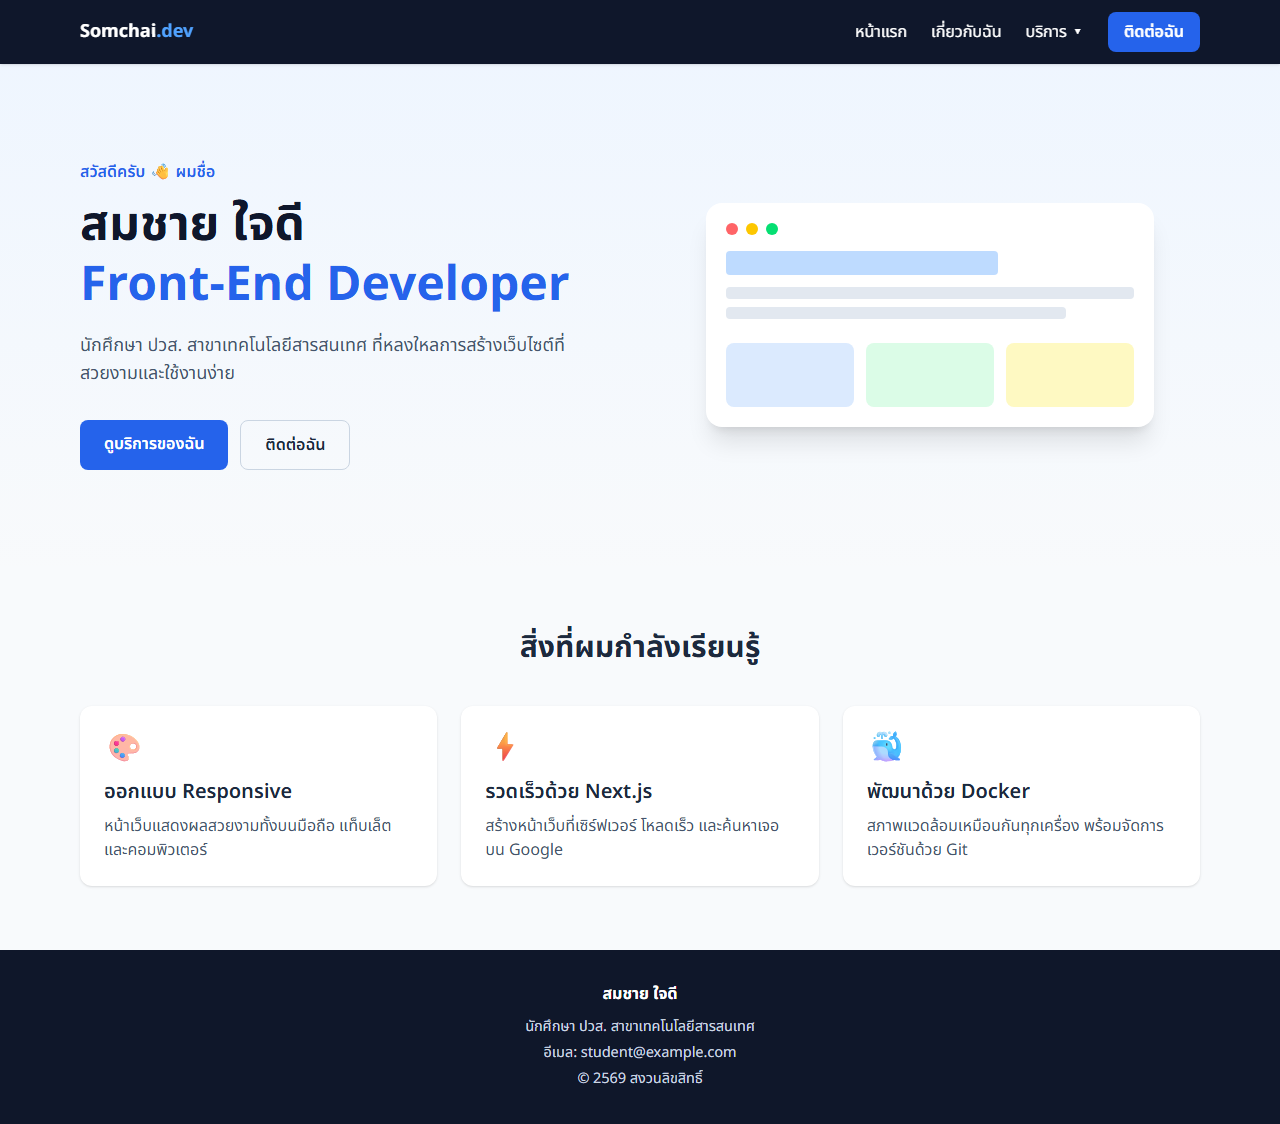 Somchai.dev
หน้าแรก
เกี่ยวกับฉัน
บริการ ▼
ติดต่อฉัน
สวัสดีครับ 👋 ผมชื่อ
สมชาย ใจดี
Front-End Developer
นักศึกษา ปวส. สาขาเทคโนโลยีสารสนเทศ ที่หลงใหลการสร้างเว็บไซต์ที่
สวยงามและใช้งานง่าย
ดูบริการของฉัน
ติดต่อฉัน
สิ่งที่ผมกำลังเรียนรู้
ออกแบบ Responsive
หน้าเว็บแสดงผลสวยงามทั้งบนมือถือ แท็บเล็ต
และคอมพิวเตอร์
รวดเร็วด้วย Next.js
สร้างหน้าเว็บที่เซิร์ฟเวอร์ โหลดเร็ว และค้นหาเจอ
บน Google
พัฒนาด้วย Docker
สภาพแวดล้อมเหมือนกันทุกเครื่อง พร้อมจัดการ
เวอร์ชันด้วย Git
สมชาย ใจดี
นักศึกษา ปวส. สาขาเทคโนโลยีสารสนเทศ
อีเมล: student@example.com
© 2569 สงวนลิขสิทธิ์